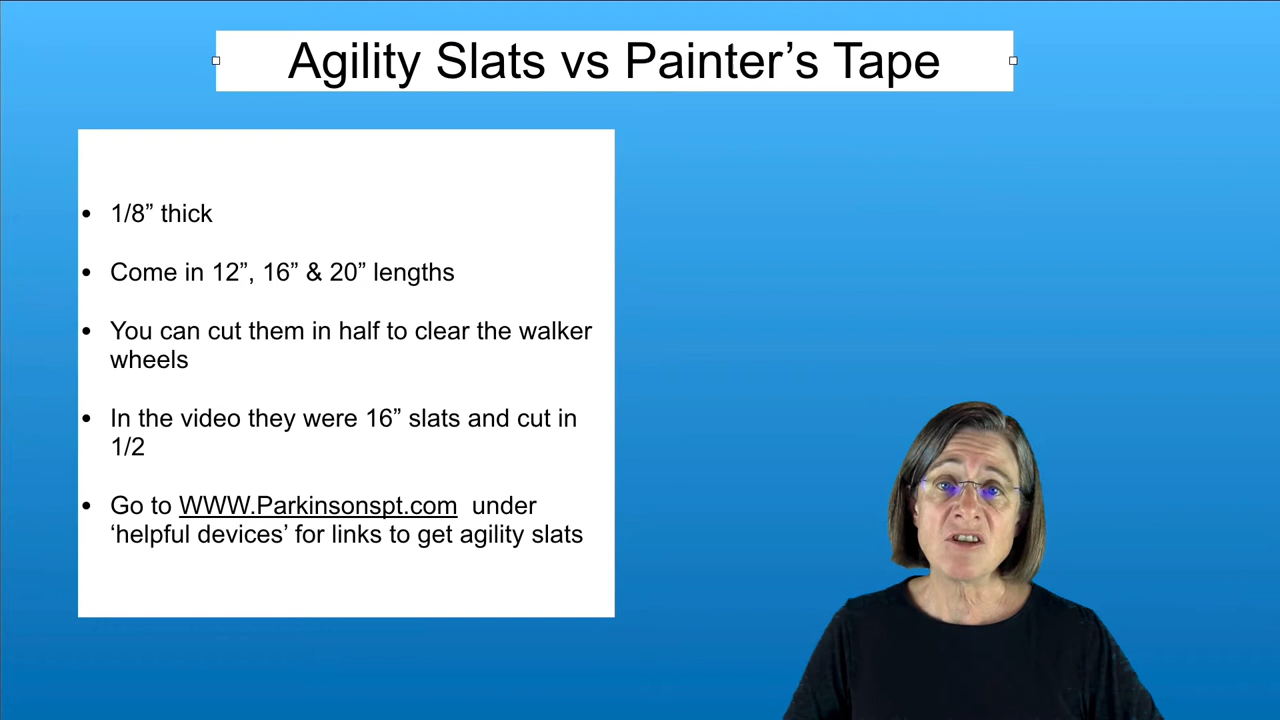 Agility Slats vs Painter’s Tape
• 1/8” thick
• Come in 12”, 16” & 20” lengths
• You can cut them in half to clear the walker
wheels
• In the video they were 16” slats and cut in
1/2
• Go to WWW.Parkinsonspt.com under
‘helpful devices’ for links to get agility slats